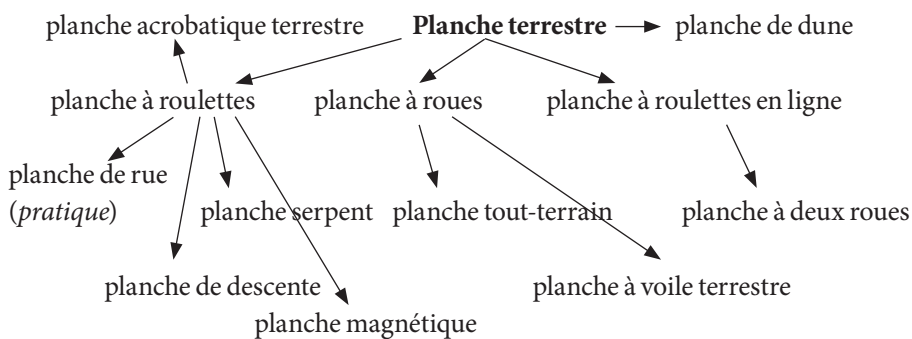 planche acrobatique terrestre Planche terrestre planche de dune
planche à roulettes planche à roues planche à roulettes en ligne
planche de rue
(pratique) planche serpent planche tout-terrain planche à deux roues
planche de descente planche à voile terrestre
planche magnétique